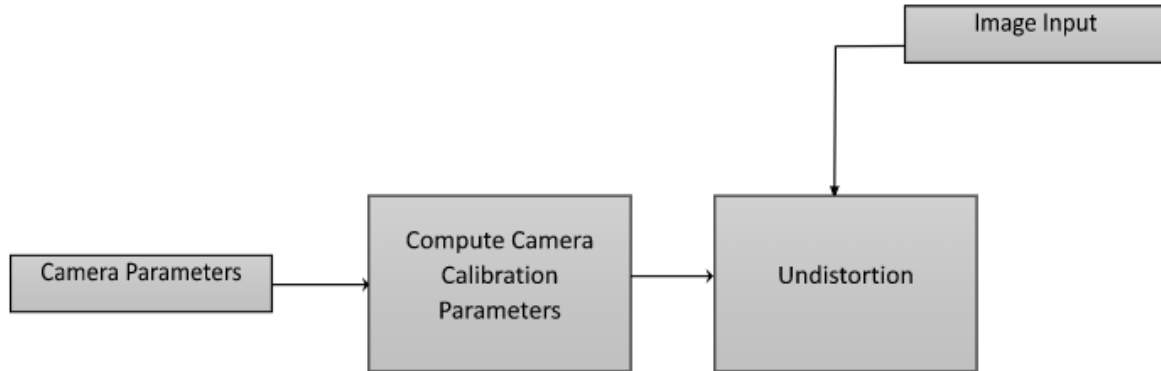 Image Input
Camera Parameters
Compute Camera
Calibration
Parameters
Undistortion